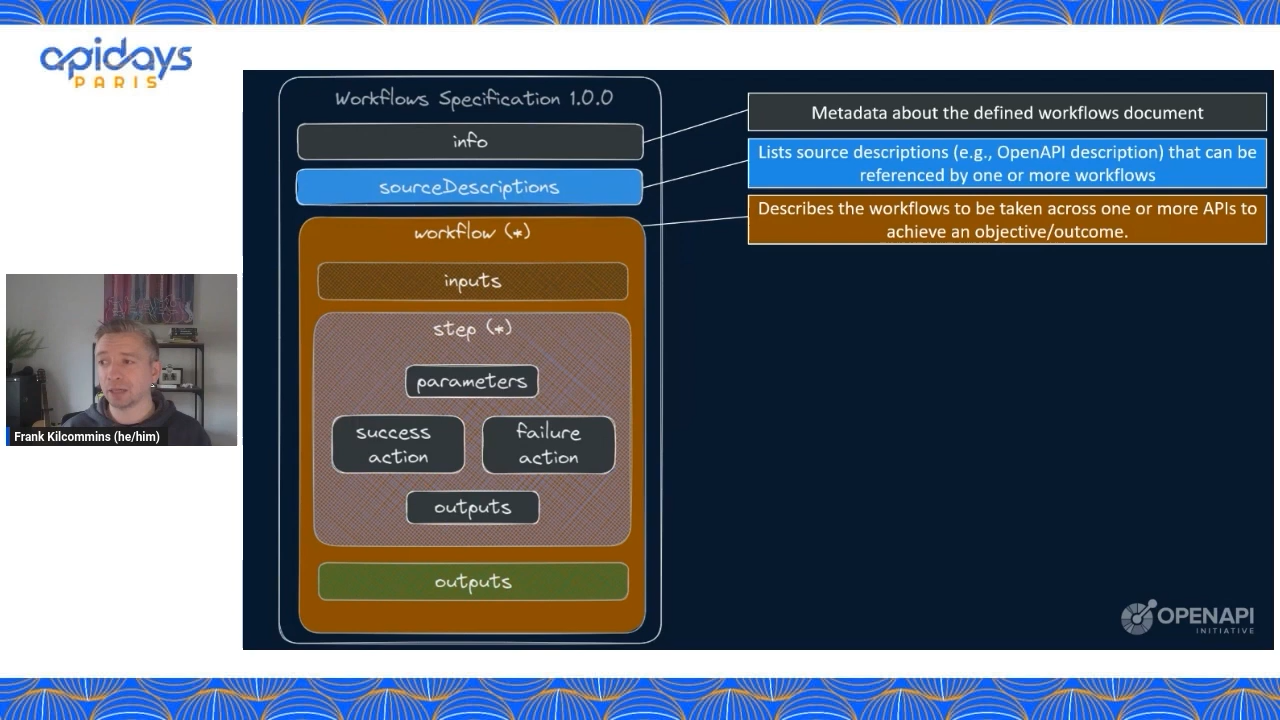 apidays
PARIS
Workflows Specification 1.0.0
info
sourceDescriptions
workflow (*)
inputs
step (*)
parameters
success
action
failure
action
outputs
outputs
Metadata about the defined workflows document
Lists source descriptions (e.g., OpenAPI description) that can be
referenced by one or more workflows
Describes the workflows to be taken across one or more APIs to
achieve an objective/outcome.
Frank Kilcommins (he/him)
OPENAPI
INITIATIVE